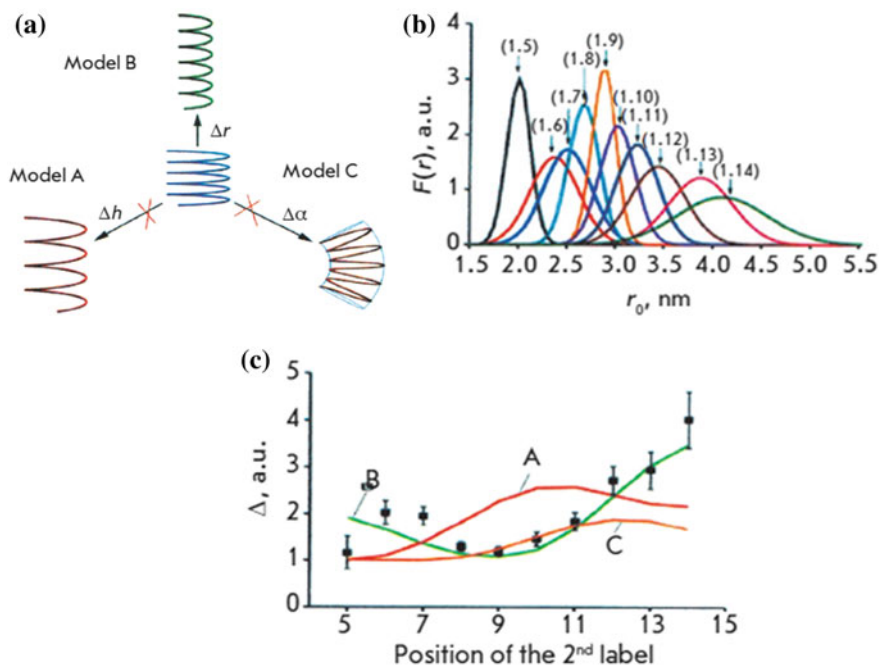 (a)
Model B
Δr
Model A
Model C
Δh
Δα
(b)
(1.5)
(1.6)
(1.7)
(1.8)
(1.9)
(1.10)
(1.11)
(1.12)
(1.13)
(1.14)
F(r), a.u.
4
3
2
1
0
1.5 2.0 2.5 3.0 3.5 4.0 4.5 5.0 5.5
r₀, nm
(c)
Δ, a.u.
5
4
3
2
1
0
B
A
C
5 7 9 11 13 15
Position of the 2ⁿᵈ label